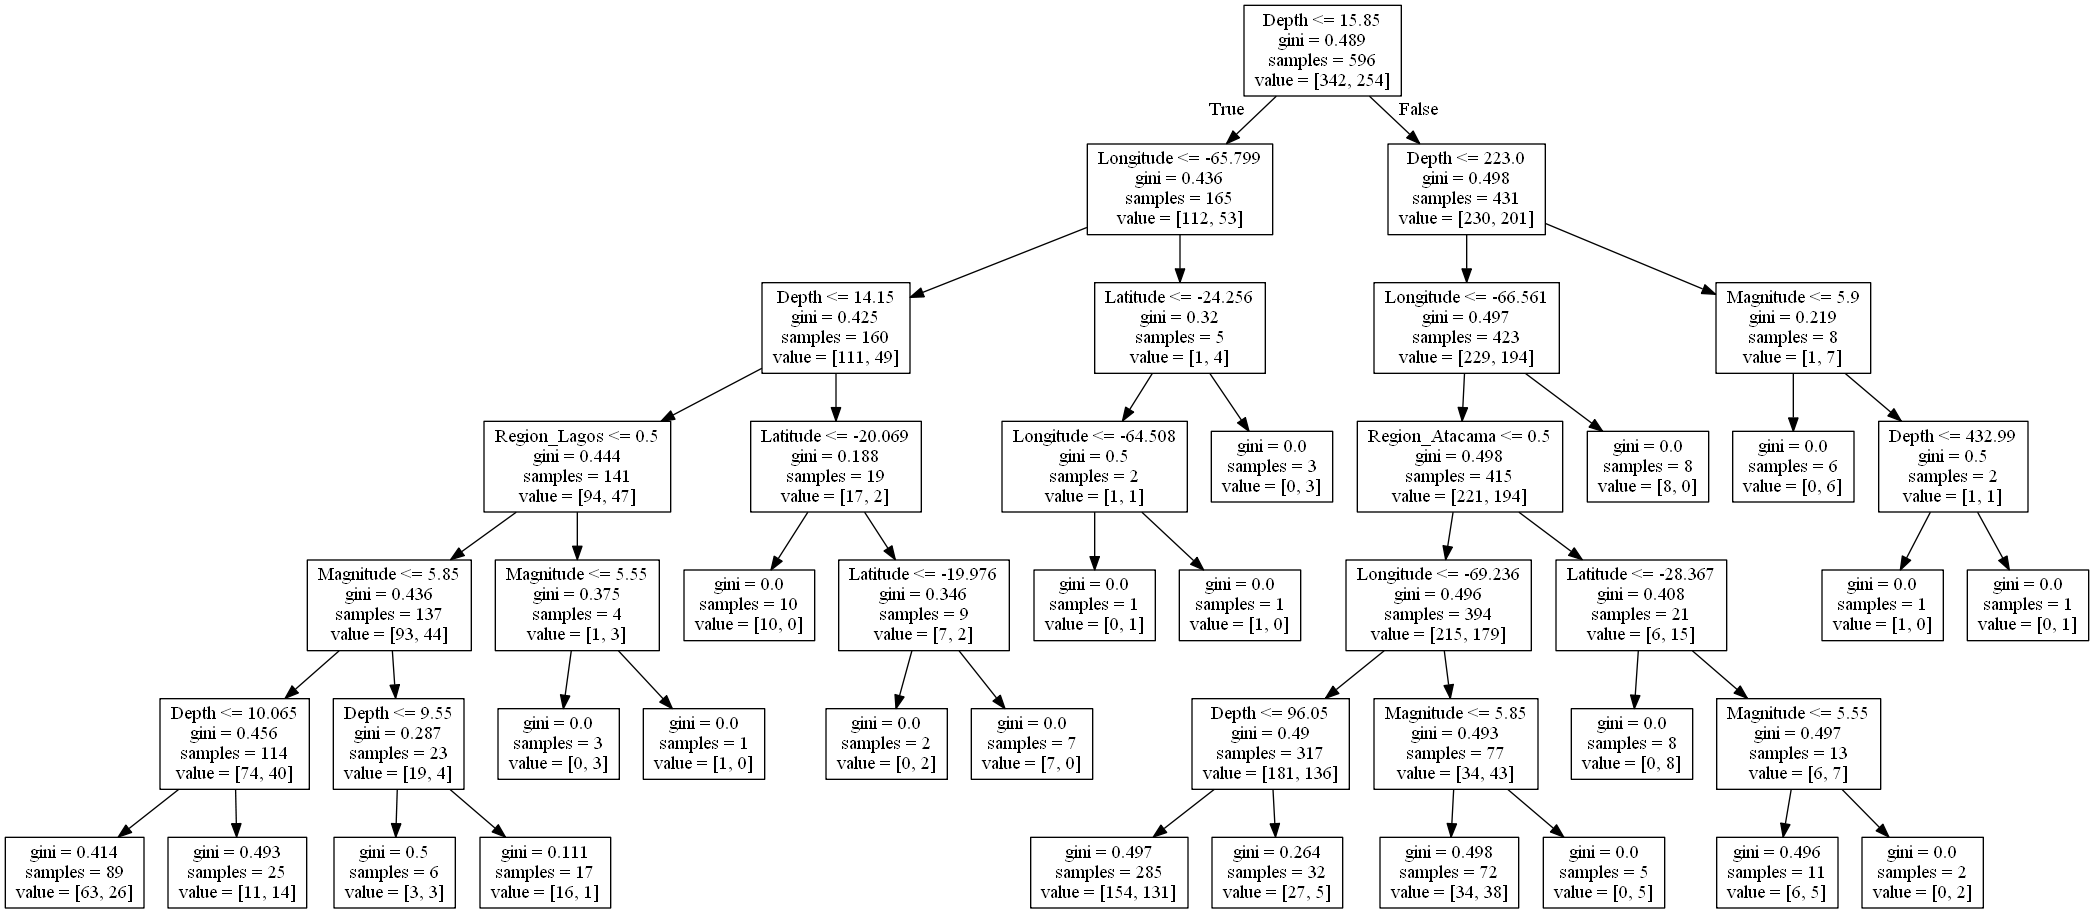 Depth <= 15.85
gini = 0.489
samples = 596
value = [342, 254]
True
False
Longitude <= -65.799
gini = 0.436
samples = 165
value = [112, 53]
Depth <= 223.0
gini = 0.498
samples = 431
value = [230, 201]
Depth <= 14.15
gini = 0.425
samples = 160
value = [111, 49]
Latitude <= -24.256
gini = 0.32
samples = 5
value = [1, 4]
Longitude <= -66.561
gini = 0.497
samples = 423
value = [229, 194]
Magnitude <= 5.9
gini = 0.219
samples = 8
value = [1, 7]
Region_Lagos <= 0.5
gini = 0.444
samples = 141
value = [94, 47]
Latitude <= -20.069
gini = 0.188
samples = 19
value = [17, 2]
Longitude <= -64.508
gini = 0.5
samples = 2
value = [1, 1]
gini = 0.0
samples = 3
value = [0, 3]
Region_Atacama <= 0.5
gini = 0.498
samples = 415
value = [221, 194]
gini = 0.0
samples = 8
value = [8, 0]
gini = 0.0
samples = 6
value = [0, 6]
Depth <= 432.99
gini = 0.5
samples = 2
value = [1, 1]
Magnitude <= 5.85
gini = 0.436
samples = 137
value = [93, 44]
Magnitude <= 5.55
gini = 0.375
samples = 4
value = [1, 3]
gini = 0.0
samples = 10
value = [10, 0]
Latitude <= -19.976
gini = 0.346
samples = 9
value = [7, 2]
gini = 0.0
samples = 1
value = [0, 1]
gini = 0.0
samples = 1
value = [1, 0]
Longitude <= -69.236
gini = 0.496
samples = 394
value = [215, 179]
Latitude <= -28.367
gini = 0.408
samples = 21
value = [6, 15]
gini = 0.0
samples = 1
value = [1, 0]
gini = 0.0
samples = 1
value = [0, 1]
Depth <= 10.065
gini = 0.456
samples = 114
value = [74, 40]
Depth <= 9.55
gini = 0.287
samples = 23
value = [19, 4]
gini = 0.0
samples = 3
value = [0, 3]
gini = 0.0
samples = 1
value = [1, 0]
gini = 0.0
samples = 2
value = [0, 2]
gini = 0.0
samples = 7
value = [7, 0]
Depth <= 96.05
gini = 0.49
samples = 317
value = [181, 136]
Magnitude <= 5.85
gini = 0.493
samples = 77
value = [34, 43]
gini = 0.0
samples = 8
value = [0, 8]
Magnitude <= 5.55
gini = 0.497
samples = 13
value = [6, 7]
gini = 0.414
samples = 89
value = [63, 26]
gini = 0.493
samples = 25
value = [11, 14]
gini = 0.5
samples = 6
value = [3, 3]
gini = 0.111
samples = 17
value = [16, 1]
gini = 0.497
samples = 285
value = [154, 131]
gini = 0.264
samples = 32
value = [27, 5]
gini = 0.498
samples = 72
value = [34, 38]
gini = 0.0
samples = 5
value = [0, 5]
gini = 0.496
samples = 11
value = [6, 5]
gini = 0.0
samples = 2
value = [0, 2]